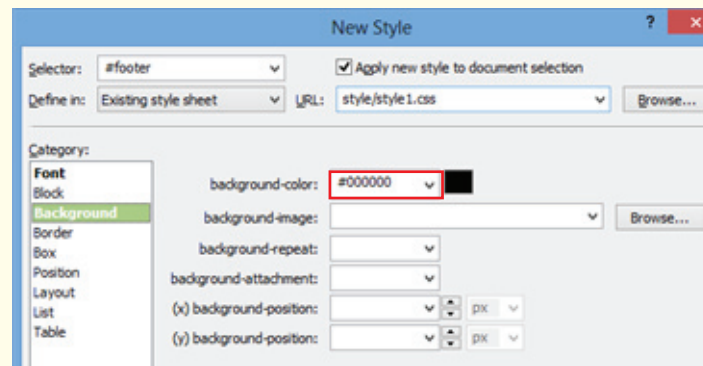 New Style
?
Selector: #footer Apply new style to document selection
Define in: Existing style sheet URL: style/style1.css Browse...
Category:
Font
Block
Background
Border
Box
Position
Layout
List
Table
background-color: #000000
background-image: Browse...
background-repeat:
background-attachment:
(x) background-position: px
(y) background-position: px